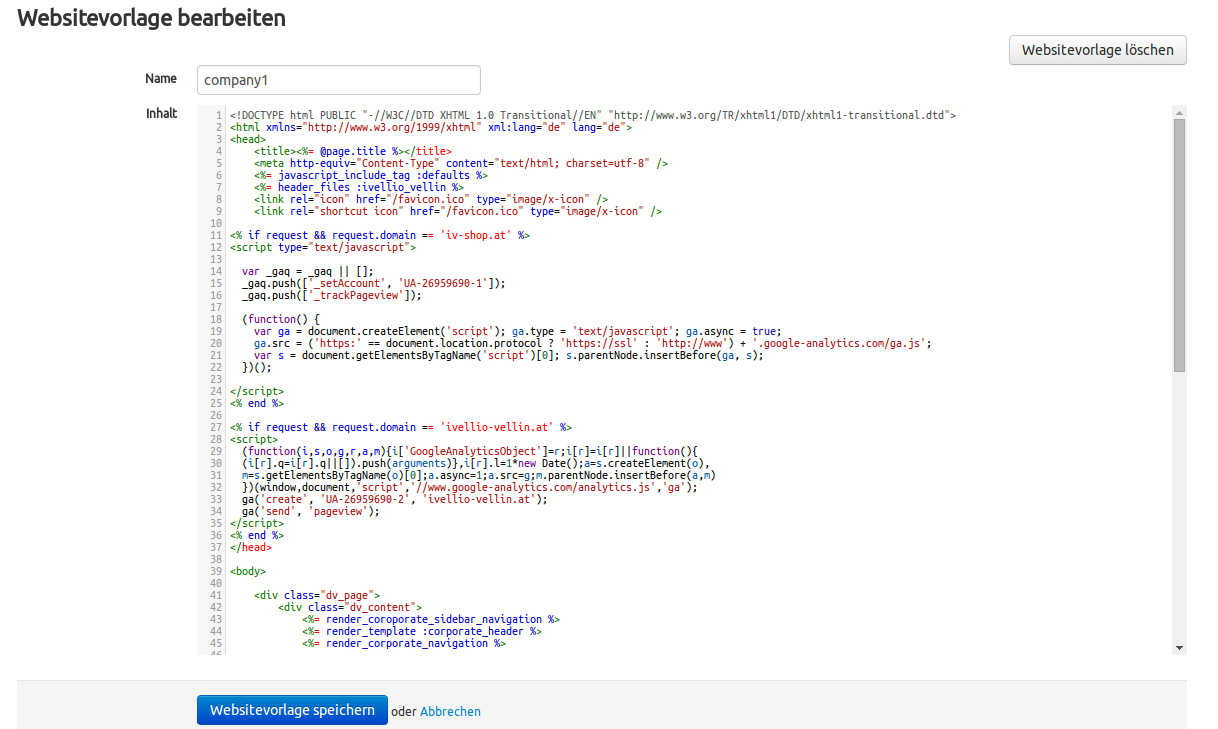 Websitevorlage bearbeiten
Websitevorlage löschen
Name company1
Inhalt
1 <!DOCTYPE html PUBLIC "-//W3C//DTD XHTML 1.0 Transitional//EN" "http://www.w3.org/TR/xhtml1/DTD/xhtml1-transitional.dtd">
2 <html xmlns="http://www.w3.org/1999/xhtml" xml:lang="de" lang="de">
3 <head>
4     <title><%= @page.title %></title>
5     <meta http-equiv="Content-Type" content="text/html; charset=utf-8" />
6     <%= javascript_include_tag :defaults %>
7     <%= header_files :ivellio_vellin %>
8     <link rel="icon" href="/favicon.ico" type="image/x-icon" />
9     <link rel="shortcut icon" href="/favicon.ico" type="image/x-icon" />
10
11 <% if request && request.domain == 'iv-shop.at' %>
12 <script type="text/javascript">
13
14   var _gaq = _gaq || [];
15   _gaq.push(['_setAccount', 'UA-26959690-1']);
16   _gaq.push(['_trackPageview']);
17
18   (function() {
19     var ga = document.createElement('script'); ga.type = 'text/javascript'; ga.async = true;
20     ga.src = ('https:' == document.location.protocol ? 'https://ssl' : 'http://www') + '.google-analytics.com/ga.js';
21     var s = document.getElementsByTagName('script')[0]; s.parentNode.insertBefore(ga, s);
22   })();
23
24 </script>
25 <% end %>
26
27 <% if request && request.domain == 'ivellio-vellin.at' %>
28 <script>
29   (function(i,s,o,g,r,a,m){i['GoogleAnalyticsObject']=r;i[r]=i[r]||function(){
30   (i[r].q=i[r].q||[]).push(arguments)},i[r].l=1*new Date();a=s.createElement(o),
31   m=s.getElementsByTagName(o)[0];a.async=1;a.src=g;m.parentNode.insertBefore(a,m)
32   })(window,document,'script','//www.google-analytics.com/analytics.js','ga');
33   ga('create', 'UA-26959690-2', 'ivellio-vellin.at');
34   ga('send', 'pageview');
35 </script>
36 <% end %>
37 </head>
38
39 <body>
40
41     <div class="dv_page">
42         <div class="dv_content">
43             <%= render_coroporate_sidebar_navigation %>
44             <%= render_template :corporate_header %>
45             <%= render_corporate_navigation %>
46
Websitevorlage speichern oder Abbrechen